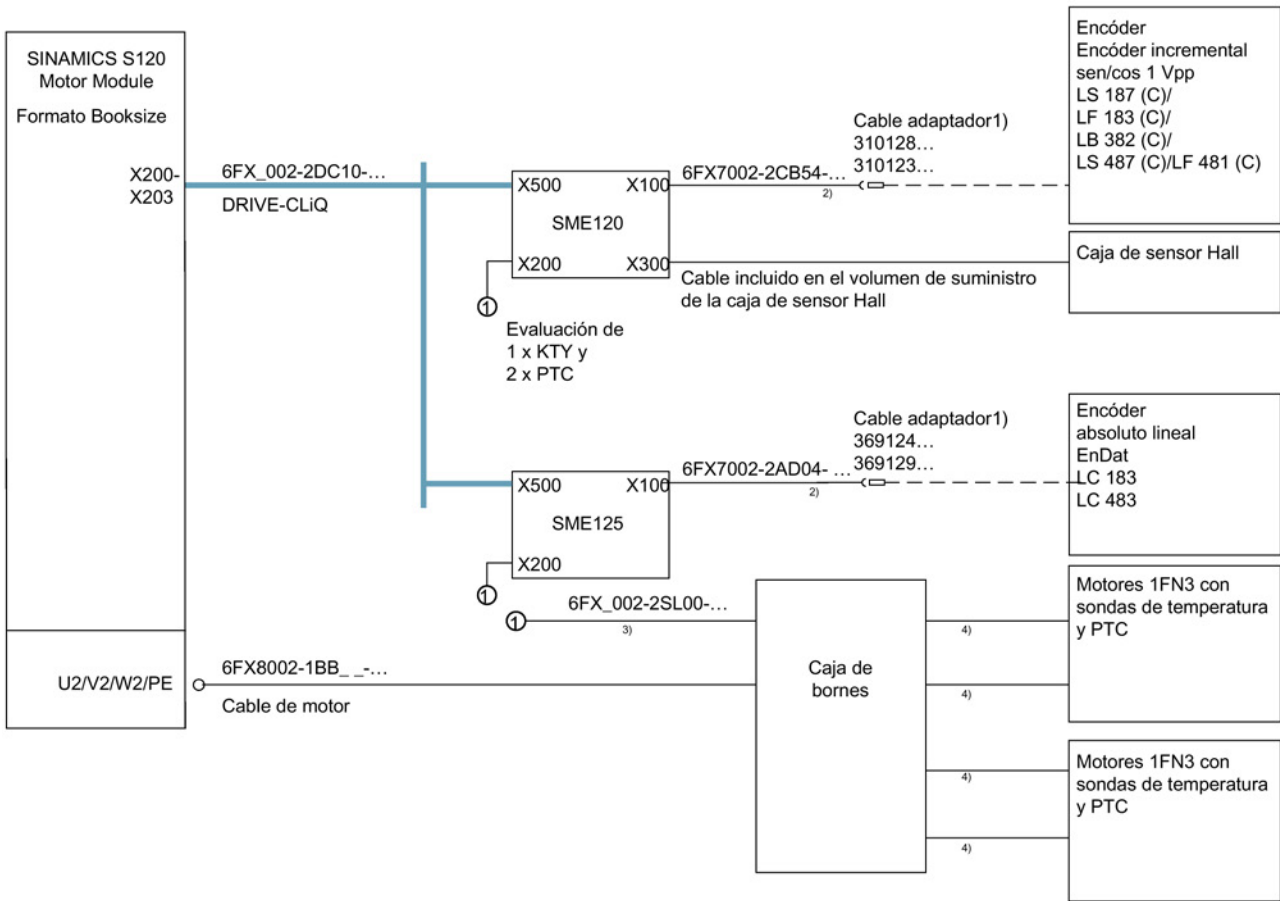 SINAMICS S120
Motor Module
Formato Booksize
X200-
X203
6FX_002-2DC10-…
DRIVE-CLiQ
X500
X100
SME120
X200
X300
1
Evaluación de
1 x KTY y
2 x PTC
6FX7002-2CB54-…
2)
Cable adaptador1)
310128…
310123…
Encóder
Encóder incremental
sen/cos 1 Vpp
LS 187 (C)/
LF 183 (C)/
LB 382 (C)/
LS 487 (C)/LF 481 (C)
Cable incluido en el volumen de suministro
de la caja de sensor Hall
Caja de sensor Hall
X500
X100
SME125
X200
1
6FX7002-2AD04- …
2)
Cable adaptador1)
369124…
369129…
Encóder
absoluto lineal
EnDat
LC 183
LC 483
1
6FX_002-2SL00-…
3)
U2/V2/W2/PE
6FX8002-1BB_ _-…
Cable de motor
Caja de
bornes
4)
4)
4)
4)
Motores 1FN3 con
sondas de temperatura
y PTC
Motores 1FN3 con
sondas de temperatura
y PTC